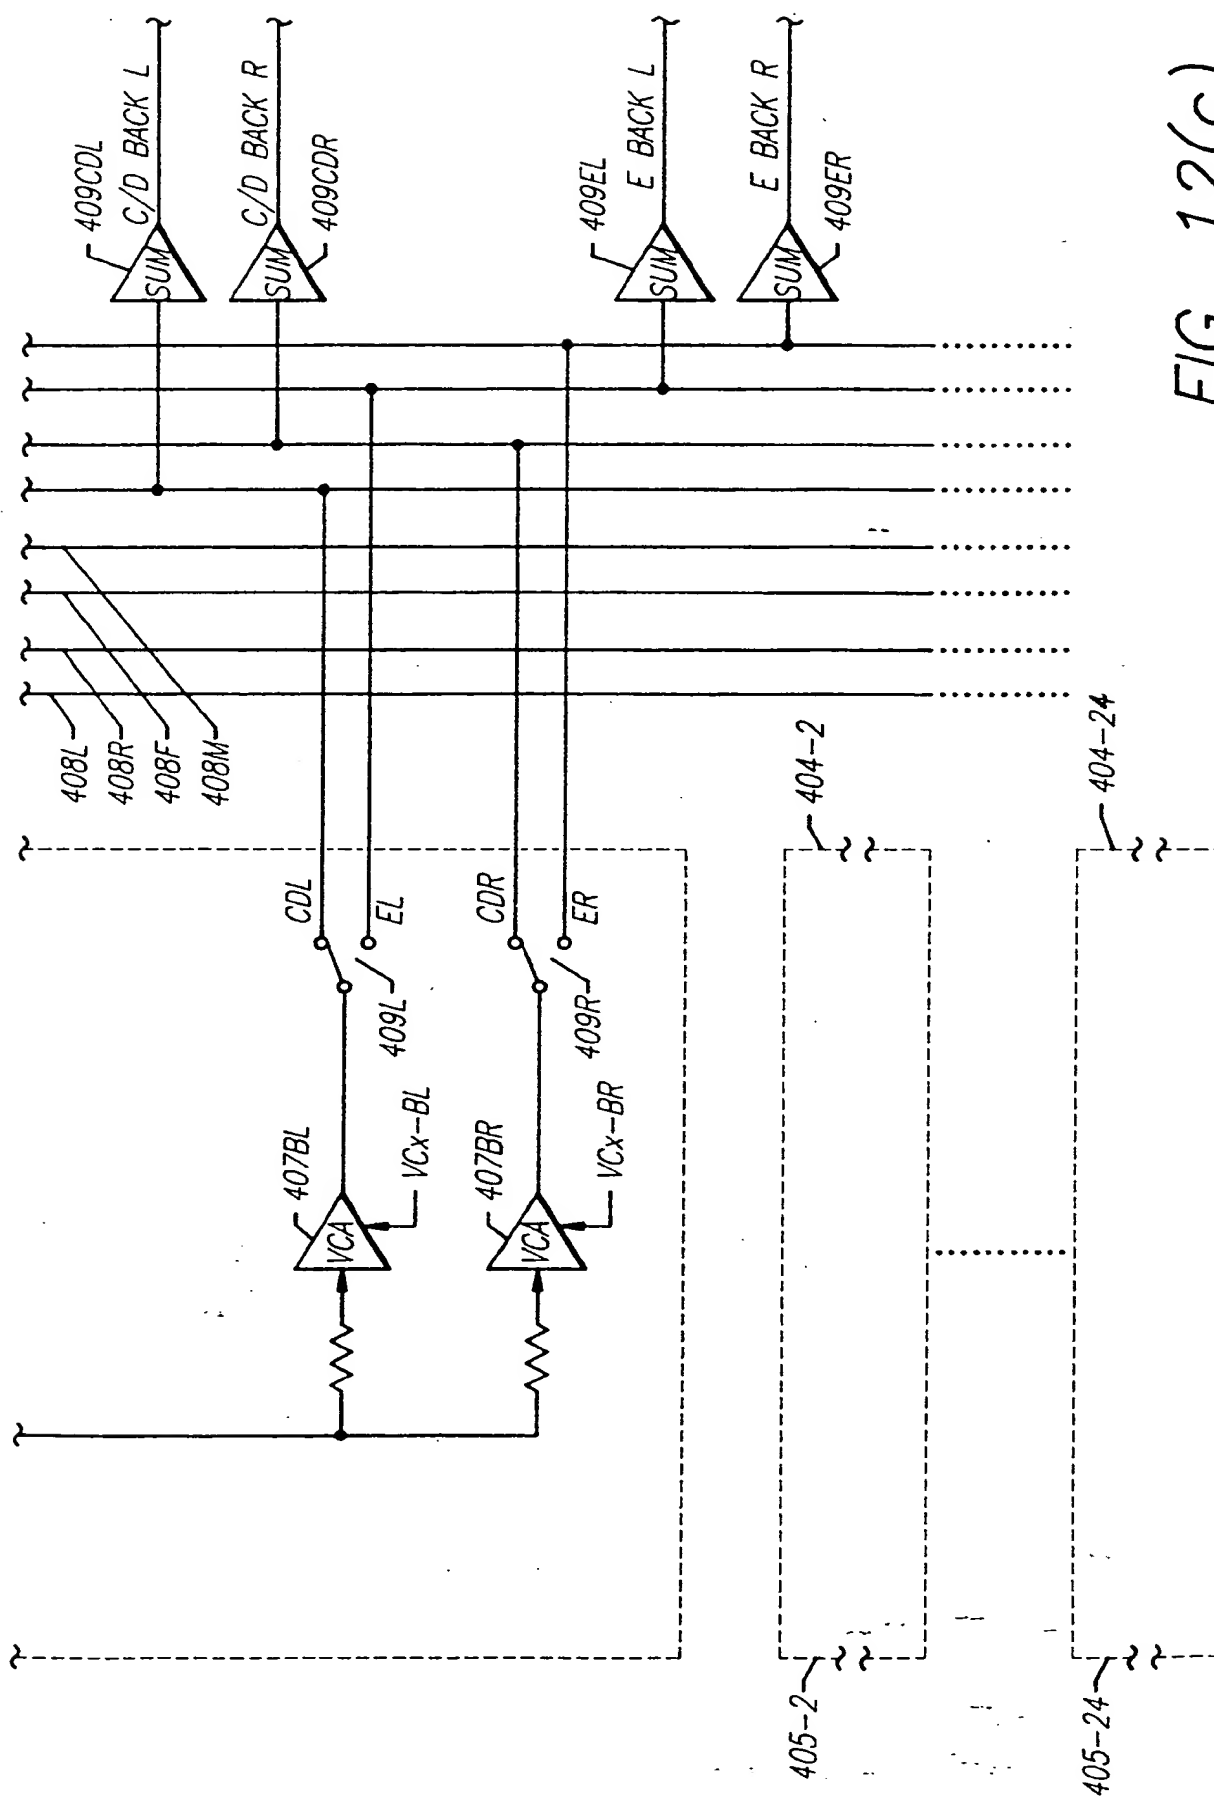 409CDL
C/D BACK L
C/D BACK R
409CDR
409EL
E BACK L
E BACK R
409ER
SUM
SUM
SUM
SUM
408L
408R
408F
408M
404-2
404-24
CDL
EL
409L
CDR
ER
409R
407BL
VCA
VCx-BL
407BR
VCA
VCx-BR
405-2
405-24
FIG 12(c)